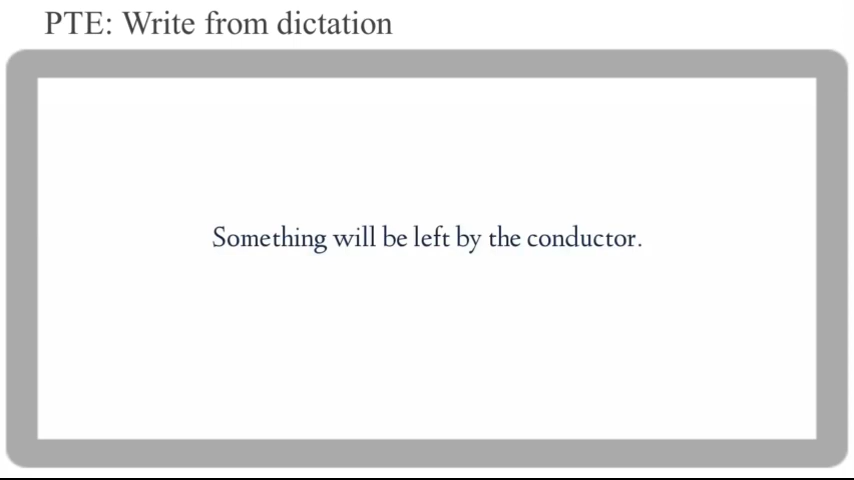 PTE: Write from dictation
Something will be left by the conductor.